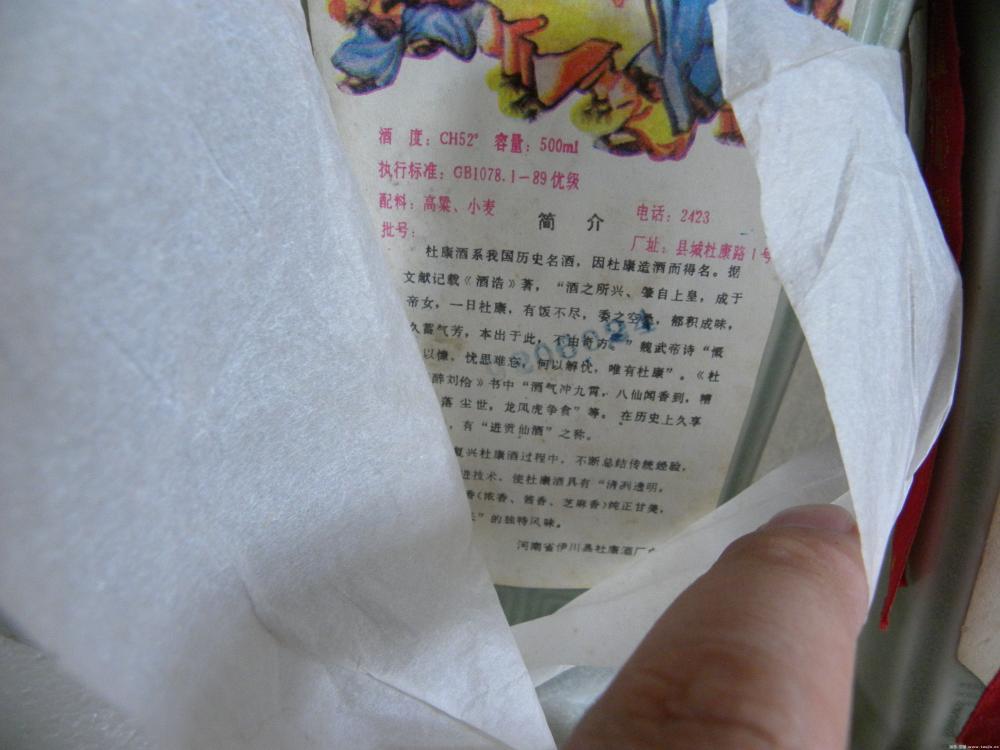 酒 度：CH52° 容量：500ml
执行标准：GB1078.1—89优级
配料：高粱、小麦
批号：
电话：2423
厂址：县城杜康路1号
简 介
杜康酒系我国历史名酒，因杜康造酒而得名。据
文献记载《酒诰》著，“酒之所兴、肇自上皇，成于
帝女，一曰杜康，有饭不尽，委之空桑，郁积成味，
久蓄气芳，本出于此，不由奇方。”魏武帝诗“慨
以慷，忧思难忘，何以解忧，唯有杜康”。《杜
醉刘伶》书中“酒气冲九霄，八仙闻香到，糟
落尘世，龙凤虎争食”等。在历史上久享
，有“进贡仙酒”之称。
复兴杜康酒过程中，不断总结传统经验，
进技术，使杜康酒具有“清冽透明，
香（浓香、酱香、芝麻香）纯正甘美，
”的独特风味。
河南省伊川县杜康酒厂